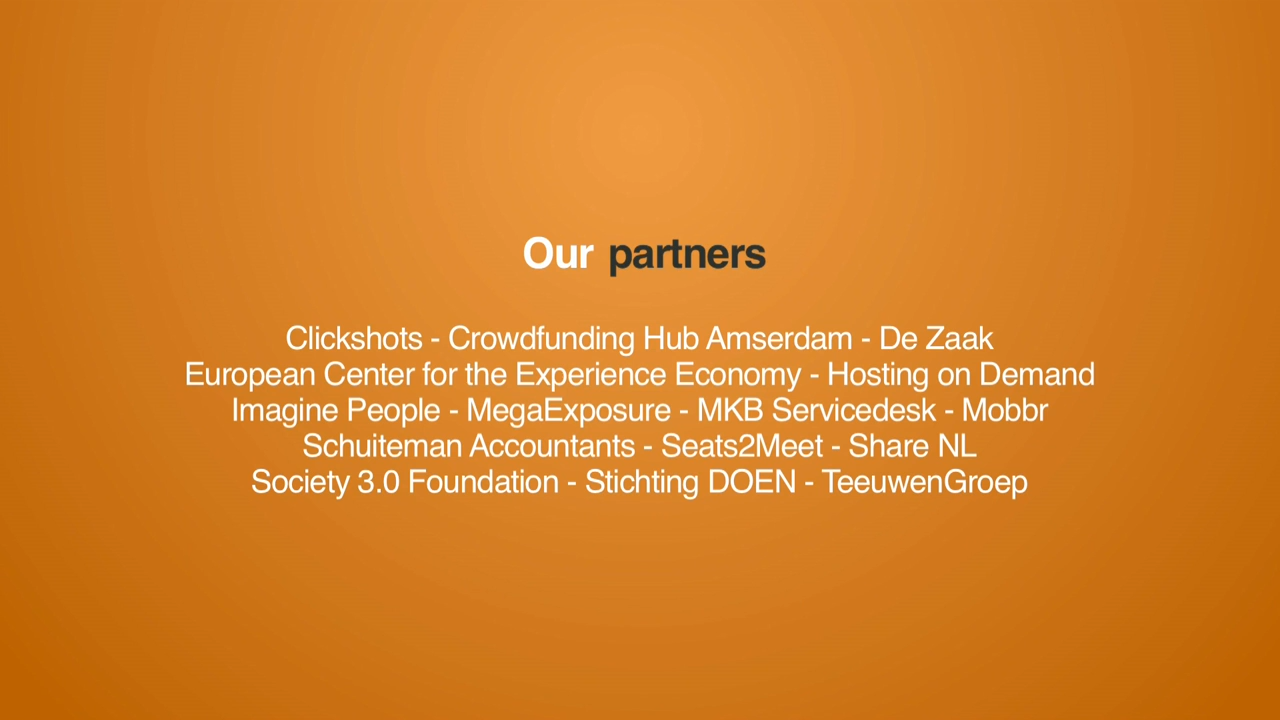 Our partners
Clickshots - Crowdfunding Hub Amserdam - De Zaak
European Center for the Experience Economy - Hosting on Demand
Imagine People - MegaExposure - MKB Servicedesk - Mobbr
Schuiteman Accountants - Seats2Meet - Share NL
Society 3.0 Foundation - Stichting DOEN - TeeuwenGroep